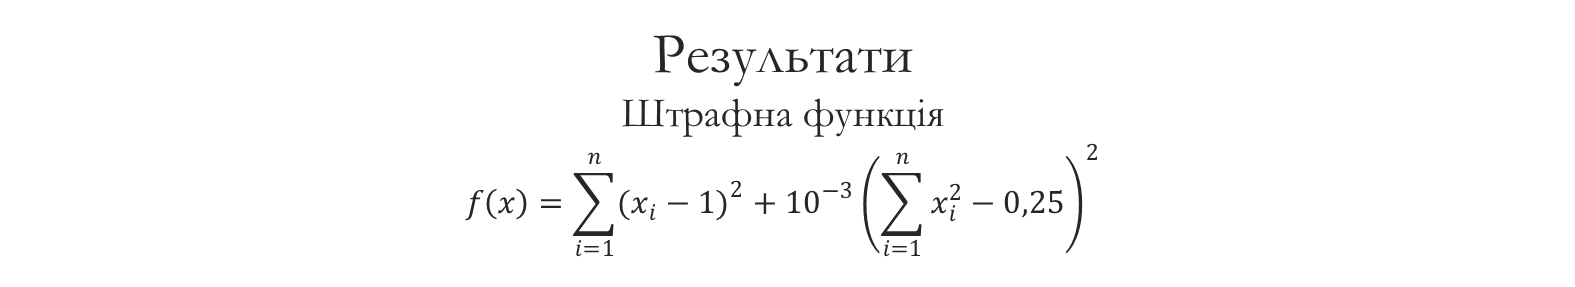 Результати
Штрафна функція
f(x) = ∑_{i=1}^{n} (x_i − 1)^2 + 10^{−3} (∑_{i=1}^{n} x_i^2 − 0,25)^2